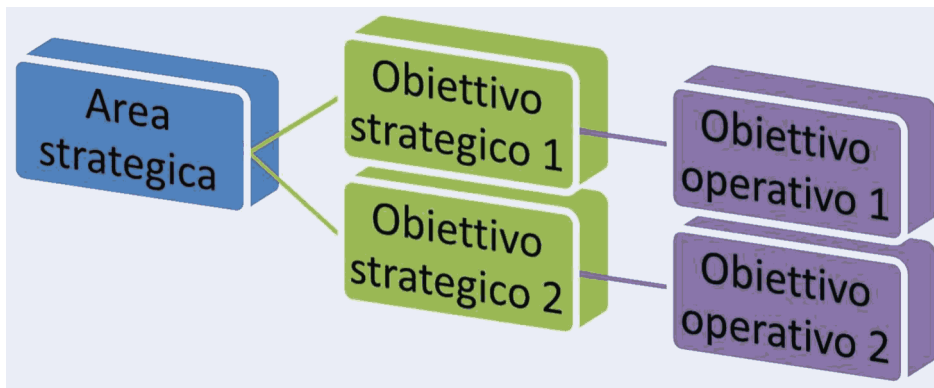 Area
strategica
Obiettivo
strategico 1
Obiettivo
strategico 2
Obiettivo
operativo 1
Obiettivo
operativo 2